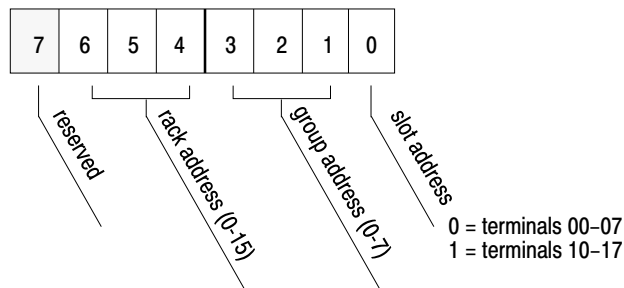 7 6 5 4 3 2 1 0
reserved
rack address (0-15)
group address (0-7)
slot address
0 = terminals 00–07
1 = terminals 10–17